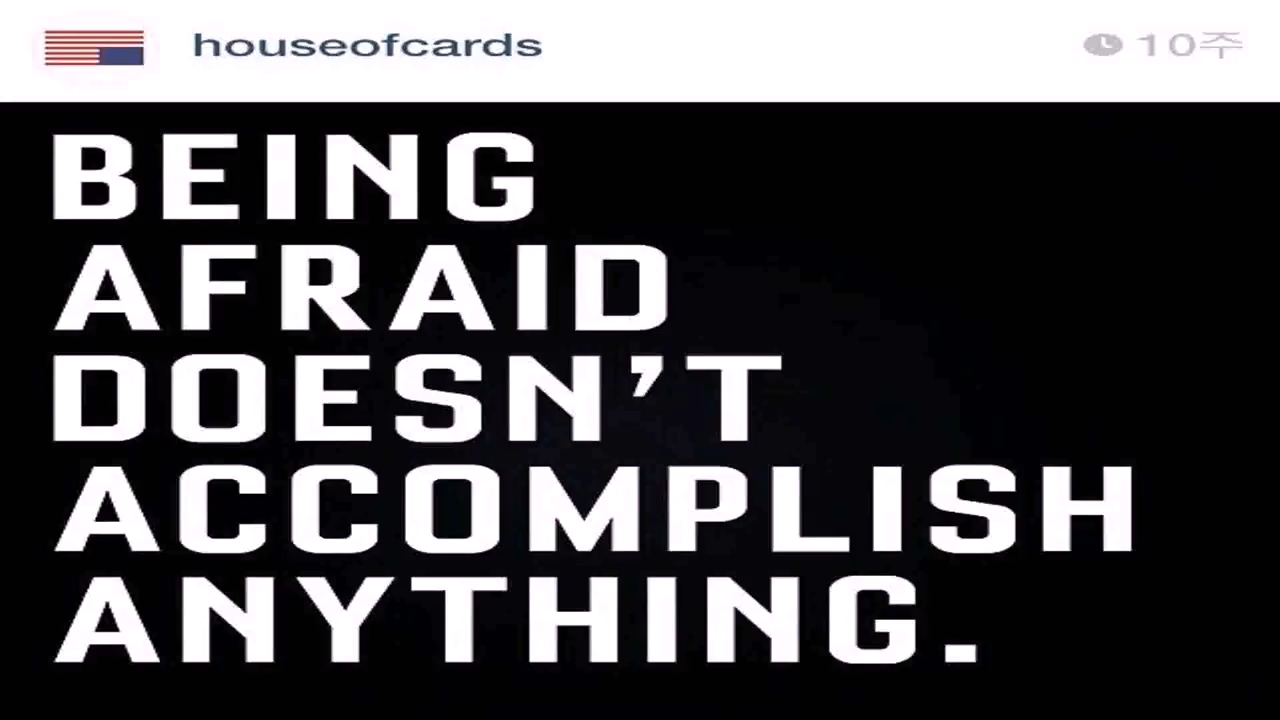 houseofcards 10주
BEING
AFRAID
DOESN’T
ACCOMPLISH
ANYTHING.